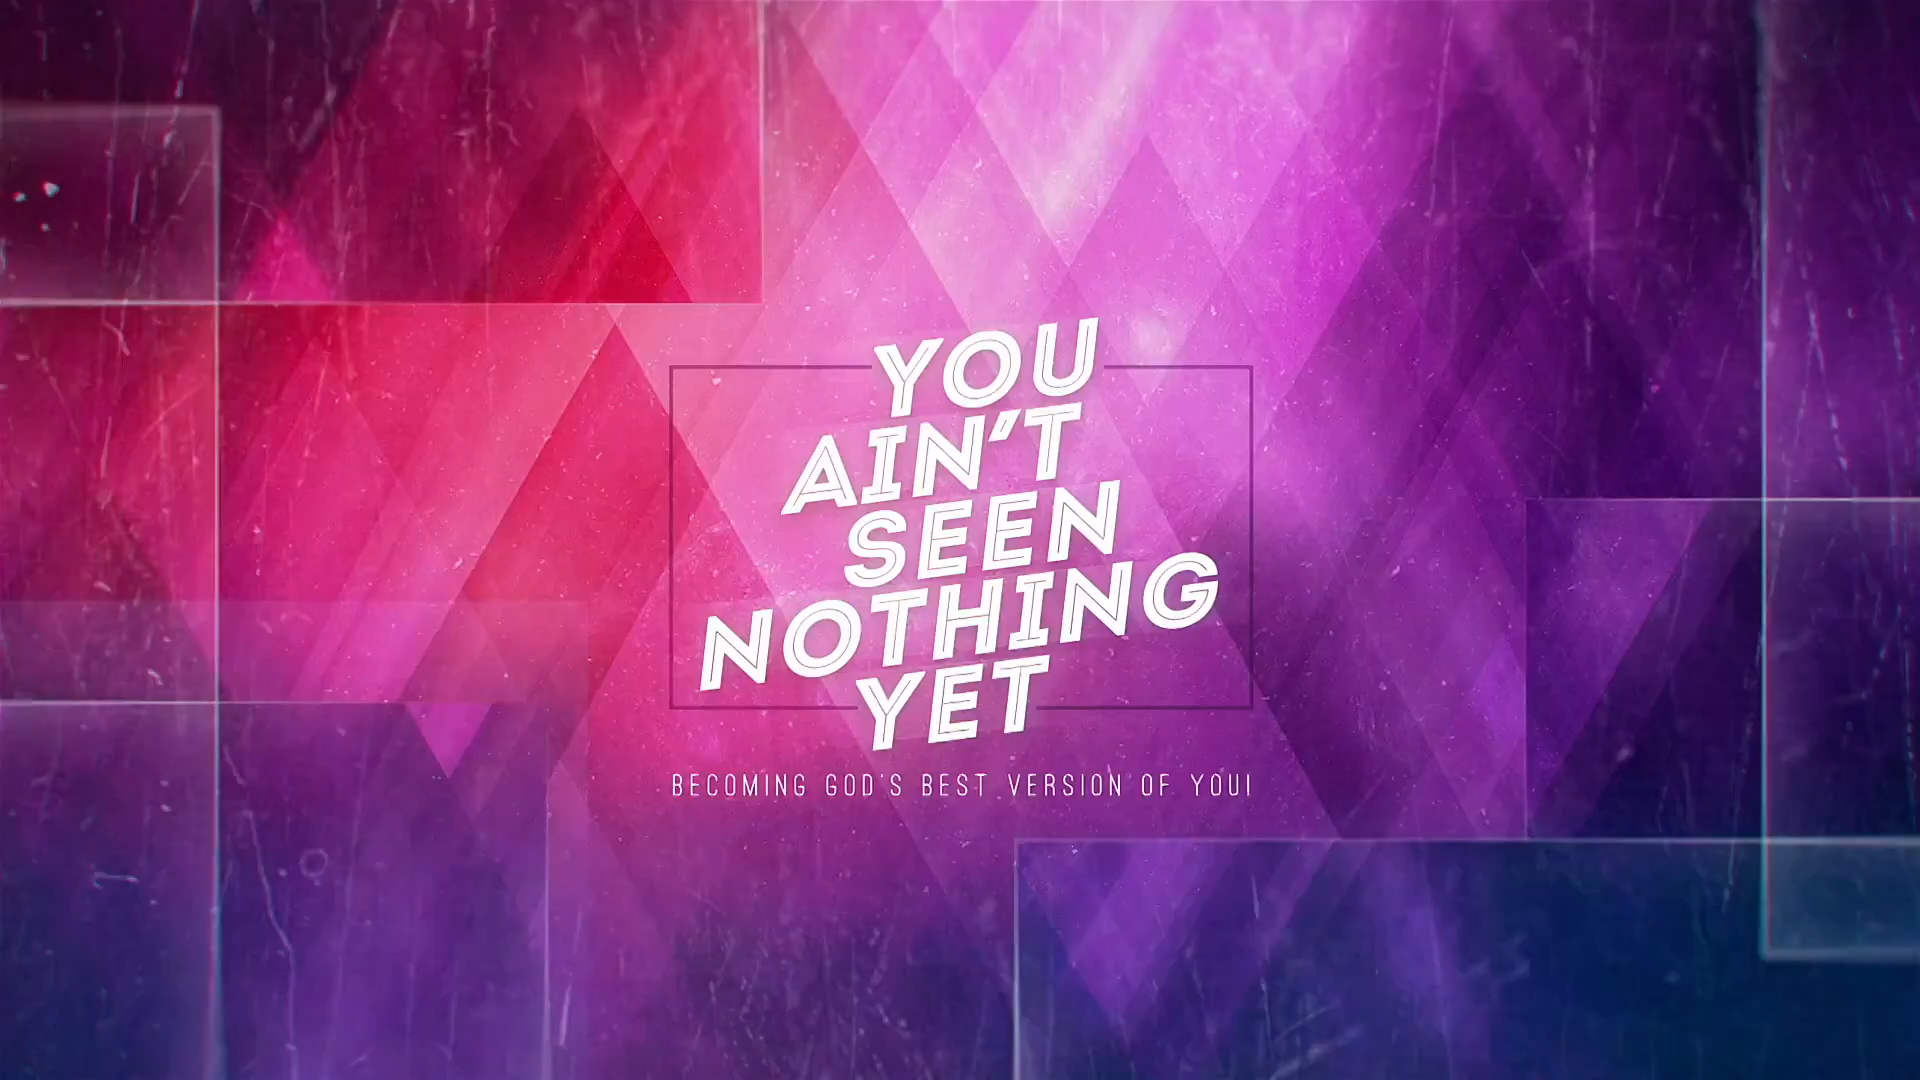 YOU
AIN'T
SEEN
NOTHING
YET
BECOMING GOD'S BEST VERSION OF YOU!